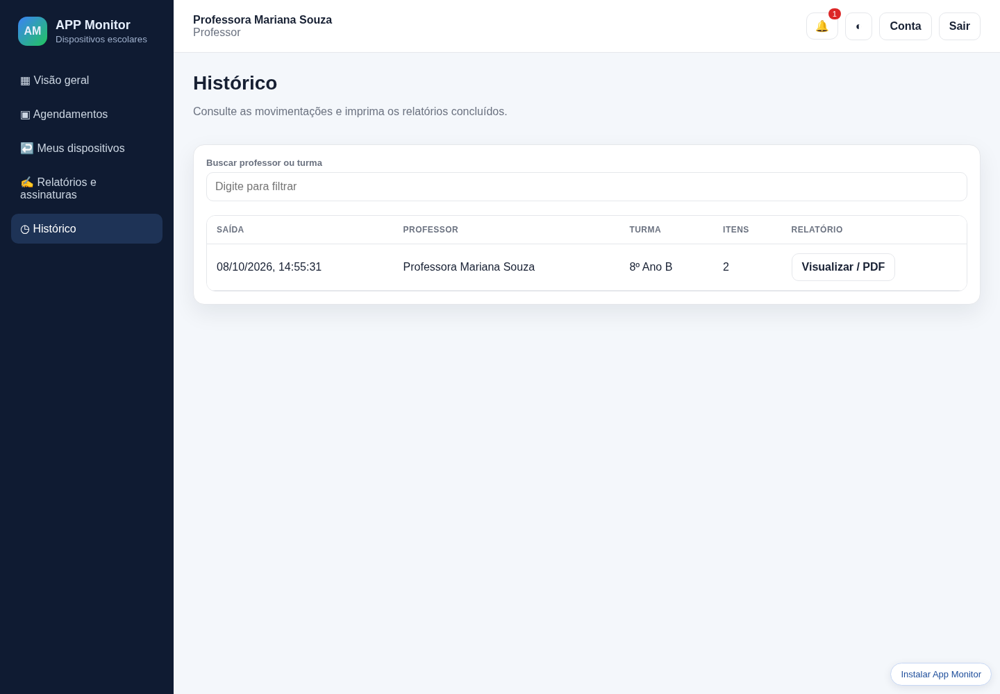 AM
APP Monitor
Dispositivos escolares
Professora Mariana Souza
Professor
1
Conta
Sair
Visão geral
Agendamentos
Meus dispositivos
Relatórios e
assinaturas
Histórico
Histórico
Consulte as movimentações e imprima os relatórios concluídos.
Buscar professor ou turma
Digite para filtrar
SAÍDA PROFESSOR TURMA ITENS RELATÓRIO
08/10/2026, 14:55:31 Professora Mariana Souza 8º Ano B 2 Visualizar / PDF
Instalar App Monitor